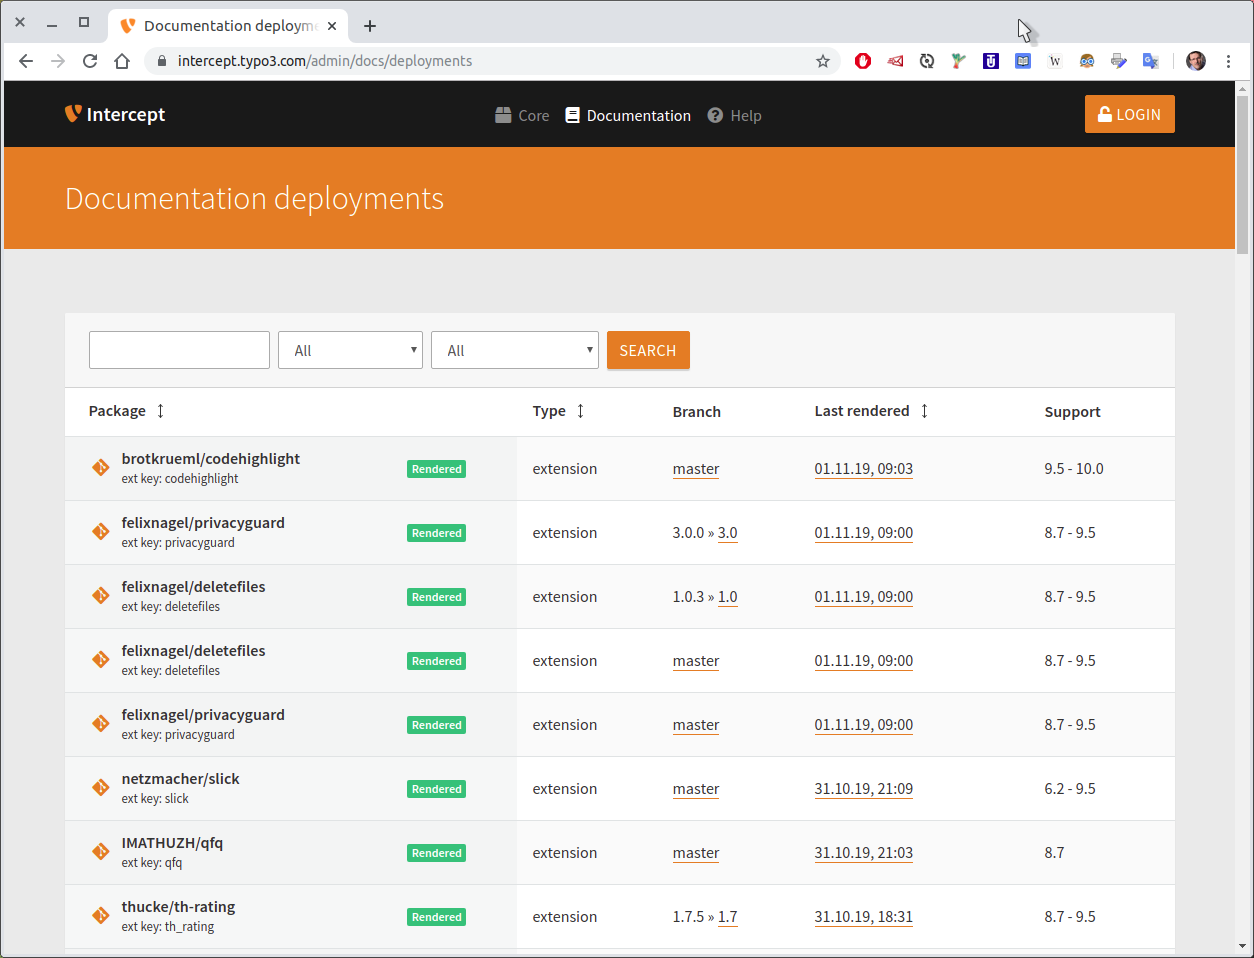 Documentation deployme
intercept.typo3.com/admin/docs/deployments
W
Intercept
Core
Documentation
Help
LOGIN
Documentation deployments
All
All
SEARCH
Package Type Branch Last rendered Support
brotkrueml/codehighlight
ext key: codehighlight
Rendered extension master 01.11.19, 09:03 9.5 - 10.0
felixnagel/privacyguard
ext key: privacyguard
Rendered extension 3.0.0 » 3.0 01.11.19, 09:00 8.7 - 9.5
felixnagel/deletefiles
ext key: deletefiles
Rendered extension 1.0.3 » 1.0 01.11.19, 09:00 8.7 - 9.5
felixnagel/deletefiles
ext key: deletefiles
Rendered extension master 01.11.19, 09:00 8.7 - 9.5
felixnagel/privacyguard
ext key: privacyguard
Rendered extension master 01.11.19, 09:00 8.7 - 9.5
netzmacher/slick
ext key: slick
Rendered extension master 31.10.19, 21:09 6.2 - 9.5
IMATHUZH/qfq
ext key: qfq
Rendered extension master 31.10.19, 21:03 8.7
thucke/th-rating
ext key: th_rating
Rendered extension 1.7.5 » 1.7 31.10.19, 18:31 8.7 - 9.5